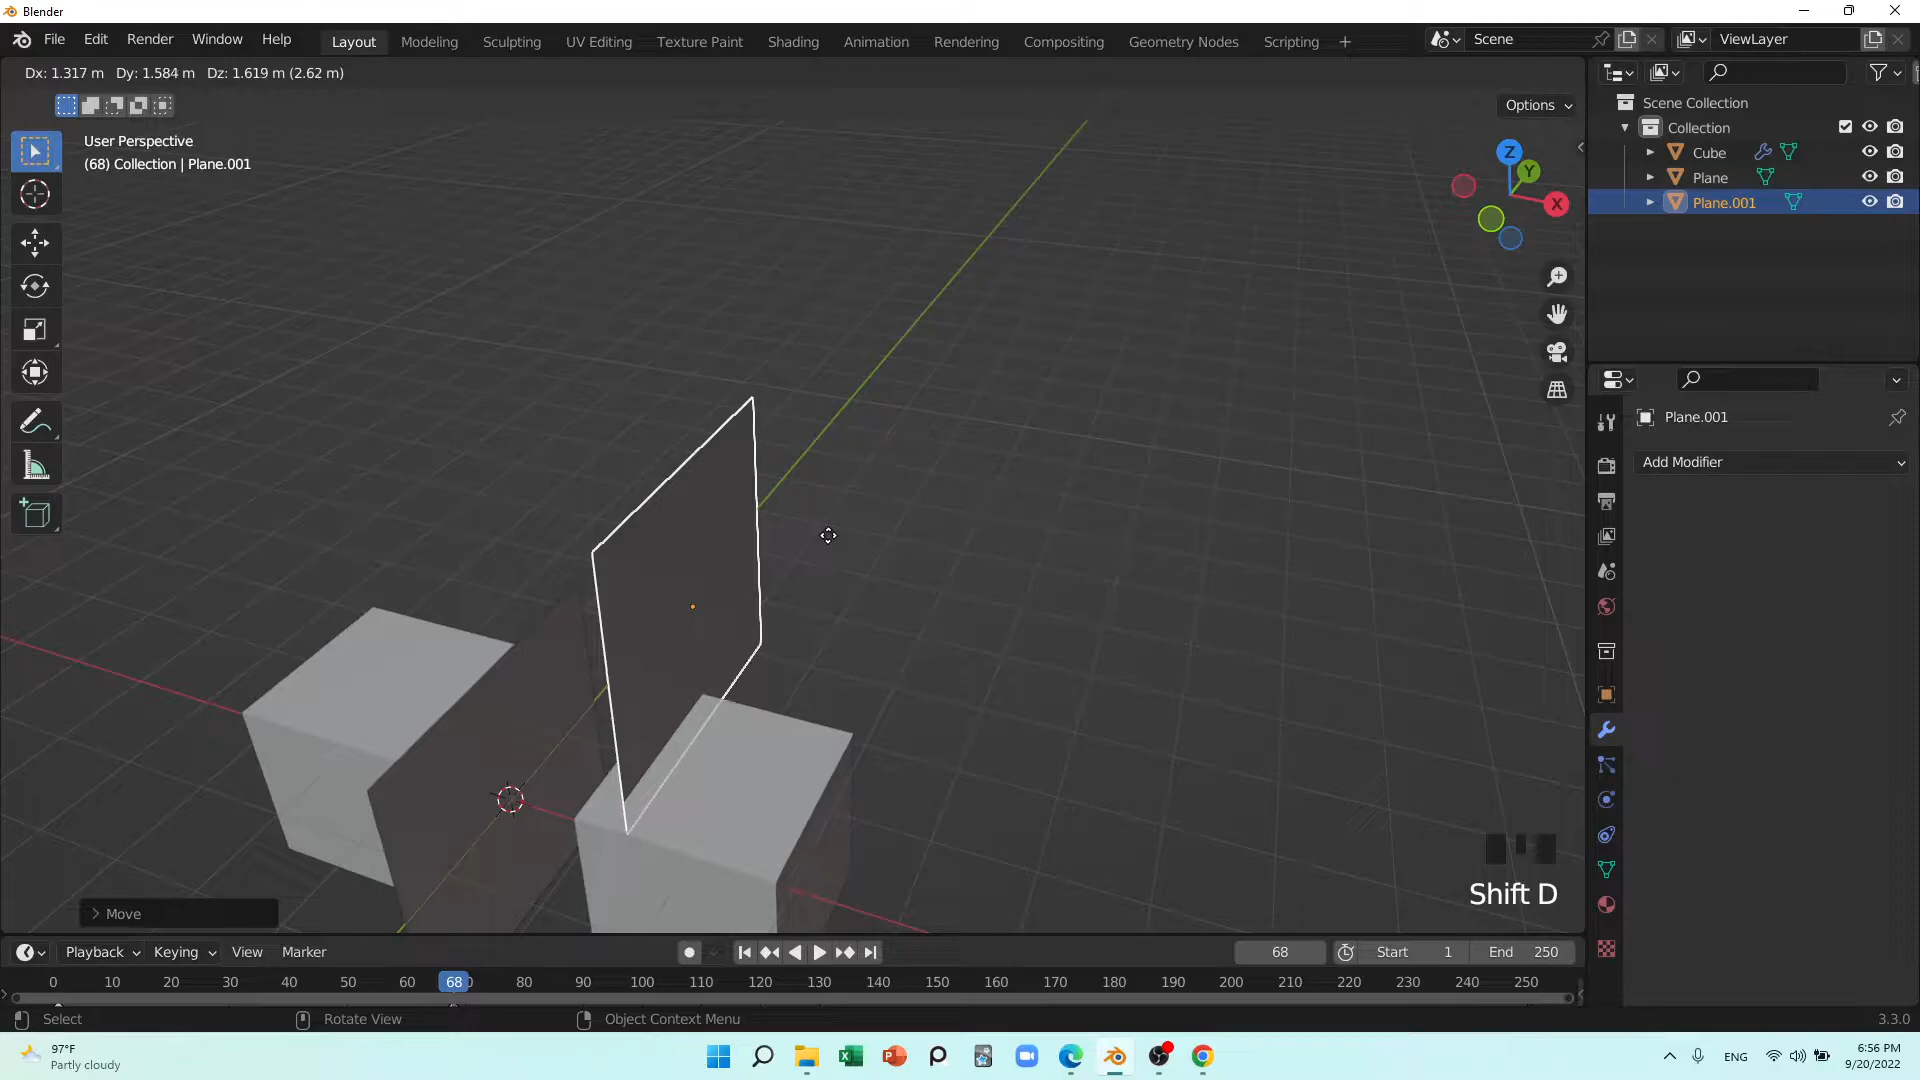 Blender
File Edit Render Window Help Layout Modeling Sculpting UV Editing Texture Paint Shading Animation Rendering Compositing Geometry Nodes Scripting + Scene ViewLayer
Dx: 1.317 m Dy: 1.584 m Dz: 1.619 m (2.62 m)
Options
User Perspective
(68) Collection | Plane.001
Z
Y
X
Scene Collection
Collection
Cube
Plane
Plane.001
Plane.001
Add Modifier
Shift D
Move
Playback Keying View Marker 68 Start 1 End 250
0 10 20 30 40 50 60 68 80 90 100 110 120 130 140 150 160 170 180 190 200 210 220 230 240 250
Select Rotate View Object Context Menu 3.3.0
97°F
Partly cloudy
ENG
6:56 PM
9/20/2022